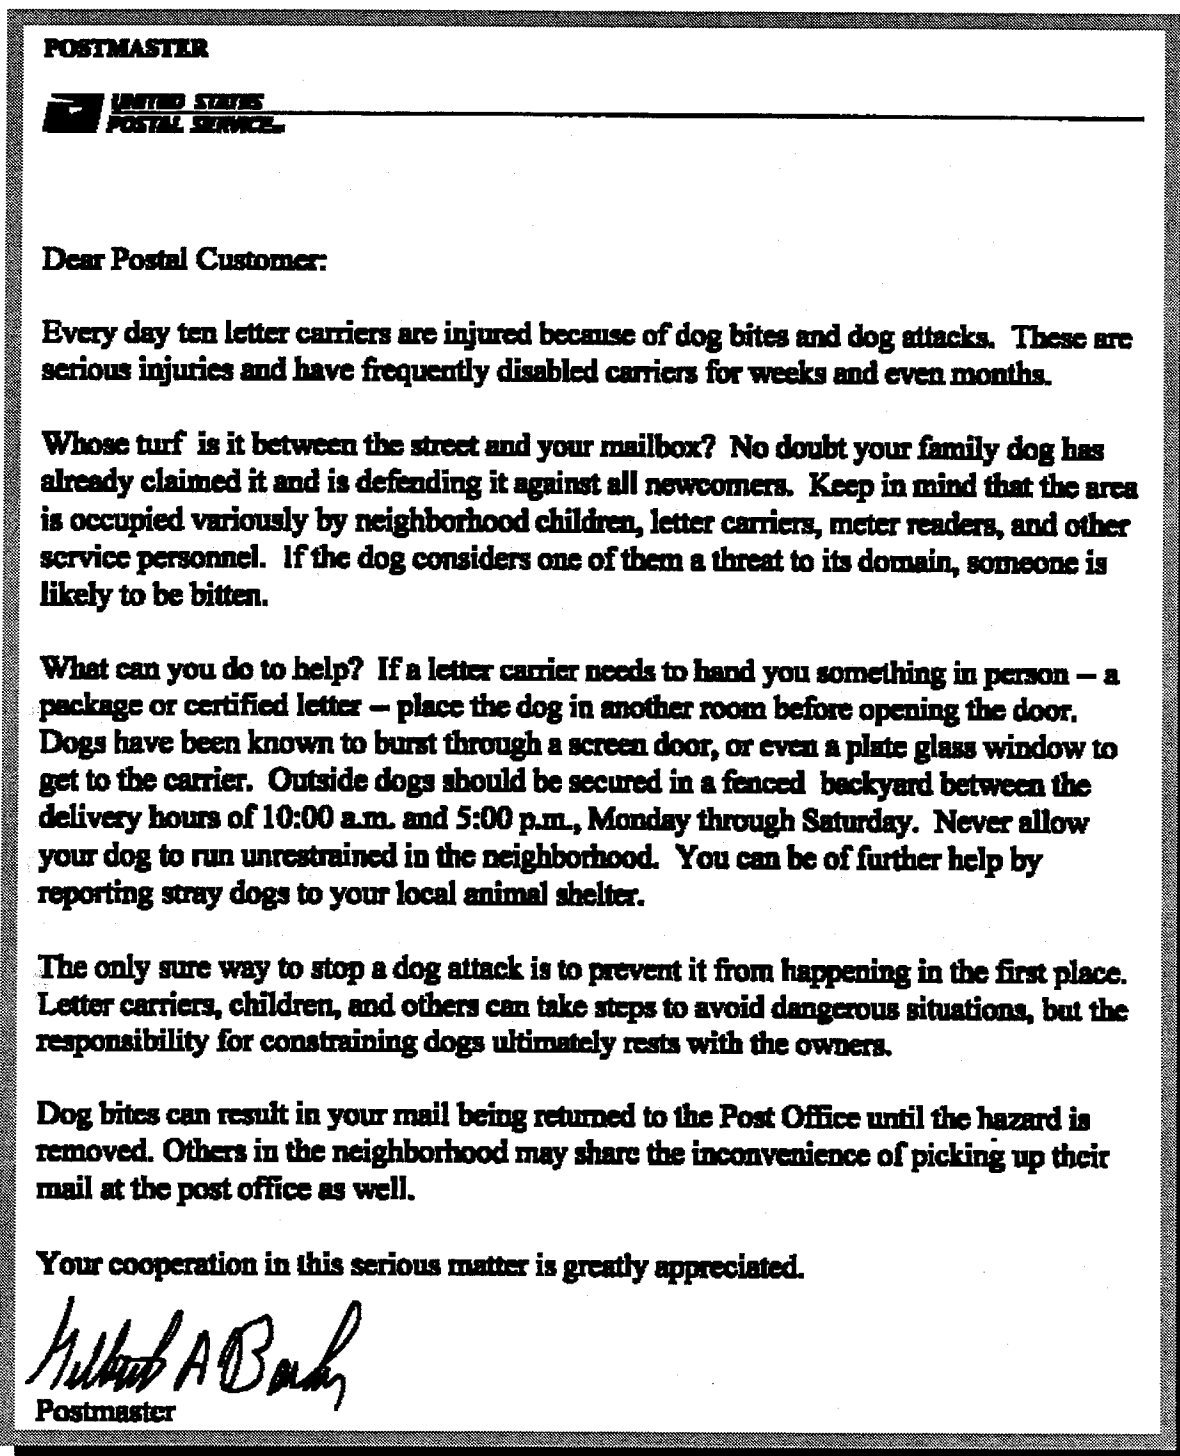 POSTMASTER
UNITED STATES
POSTAL SERVICE
Dear Postal Customer:
Every day ten letter carriers are injured because of dog bites and dog attacks. These are
serious injuries and have frequently disabled carriers for weeks and even months.
Whose turf is it between the street and your mailbox? No doubt your family dog has
already claimed it and is defending it against all newcomers. Keep in mind that the area
is occupied variously by neighborhood children, letter carriers, meter readers, and other
service personnel. If the dog considers one of them a threat to its domain, someone is
likely to be bitten.
What can you do to help? If a letter carrier needs to hand you something in person – a
package or certified letter – place the dog in another room before opening the door.
Dogs have been known to burst through a screen door, or even a plate glass window to
get to the carrier. Outside dogs should be secured in a fenced backyard between the
delivery hours of 10:00 a.m. and 5:00 p.m., Monday through Saturday. Never allow
your dog to run unrestrained in the neighborhood. You can be of further help by
reporting stray dogs to your local animal shelter.
The only sure way to stop a dog attack is to prevent it from happening in the first place.
Letter carriers, children, and others can take steps to avoid dangerous situations, but the
responsibility for constraining dogs ultimately rests with the owners.
Dog bites can result in your mail being returned to the Post Office until the hazard is
removed. Others in the neighborhood may share the inconvenience of picking up their
mail at the post office as well.
Your cooperation in this serious matter is greatly appreciated.
A
Postmaster